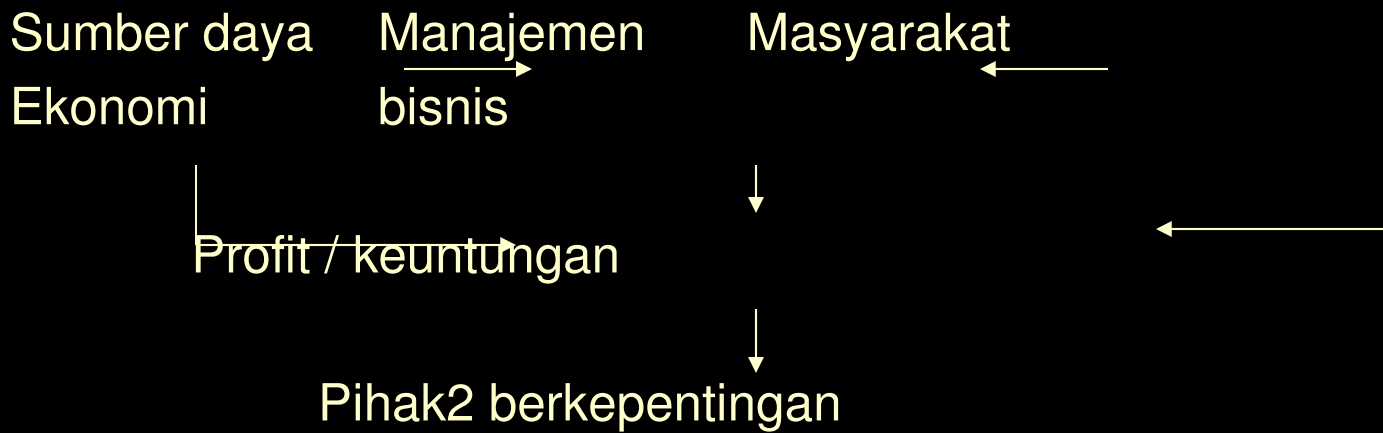 Sumber daya Manajemen Masyarakat
Ekonomi bisnis
Profit / keuntungan
Pihak2 berkepentingan